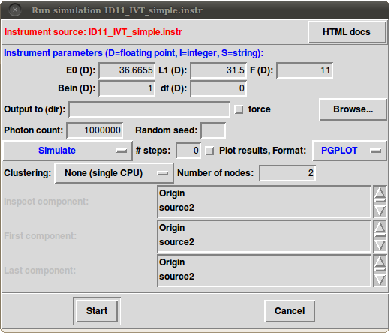 Run simulation ID11_IVT_simple.instr
Instrument source: ID11_IVT_simple.instr HTML docs
Instrument parameters (D=floating point, I=integer, S=string):
E0 (D): 36.6655 L1 (D): 31.5 F (D): 11
Bein (D): 1 df (D): 0
Output to (dir): force Browse...
Photon count: 1000000 Random seed:
Simulate # steps: 0 Plot results, Format: PGPLOT
Clustering: None (single CPU) Number of nodes: 2
Inspect component: Origin
source2
First component: Origin
source2
Last component: Origin
source2
Start Cancel